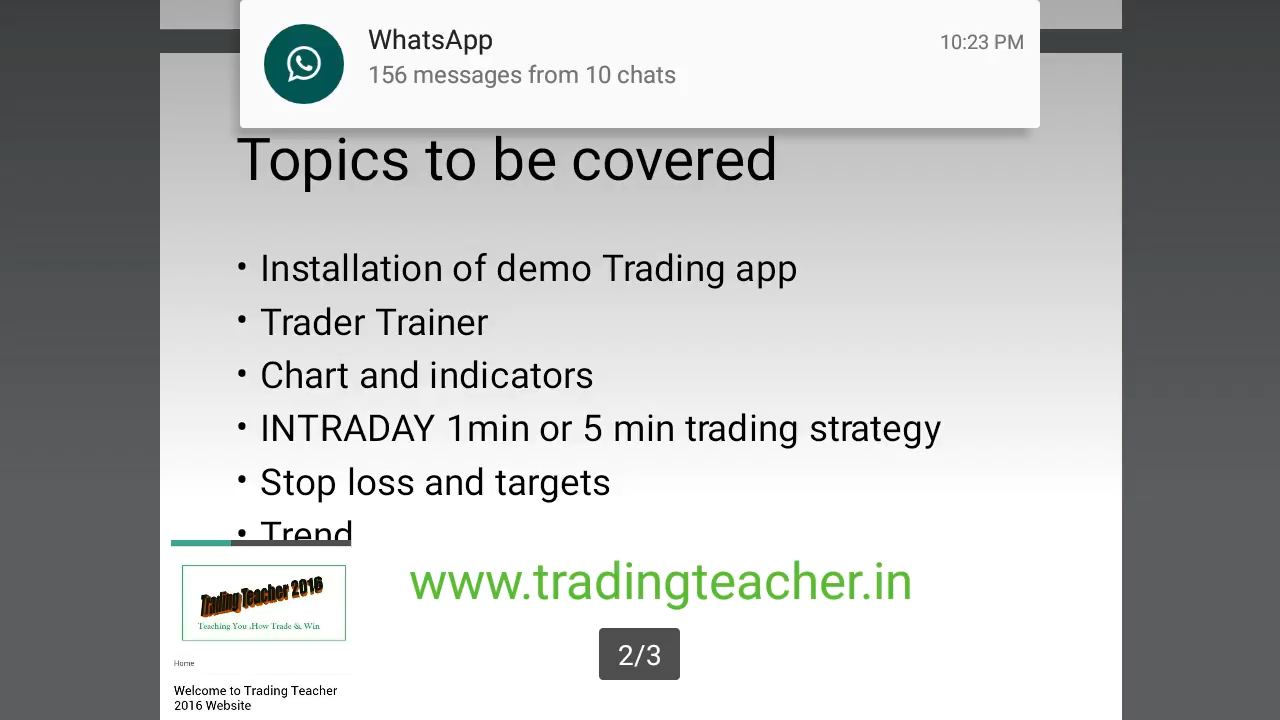 WhatsApp
10:23 PM
156 messages from 10 chats
Topics to be covered
• Installation of demo Trading app
• Trader Trainer
• Chart and indicators
• INTRADAY 1min or 5 min trading strategy
• Stop loss and targets
• Trend
Trading Teacher 2016
Teaching You .How Trade & Win
www.tradingteacher.in
2/3
Home
Welcome to Trading Teacher
2016 Website